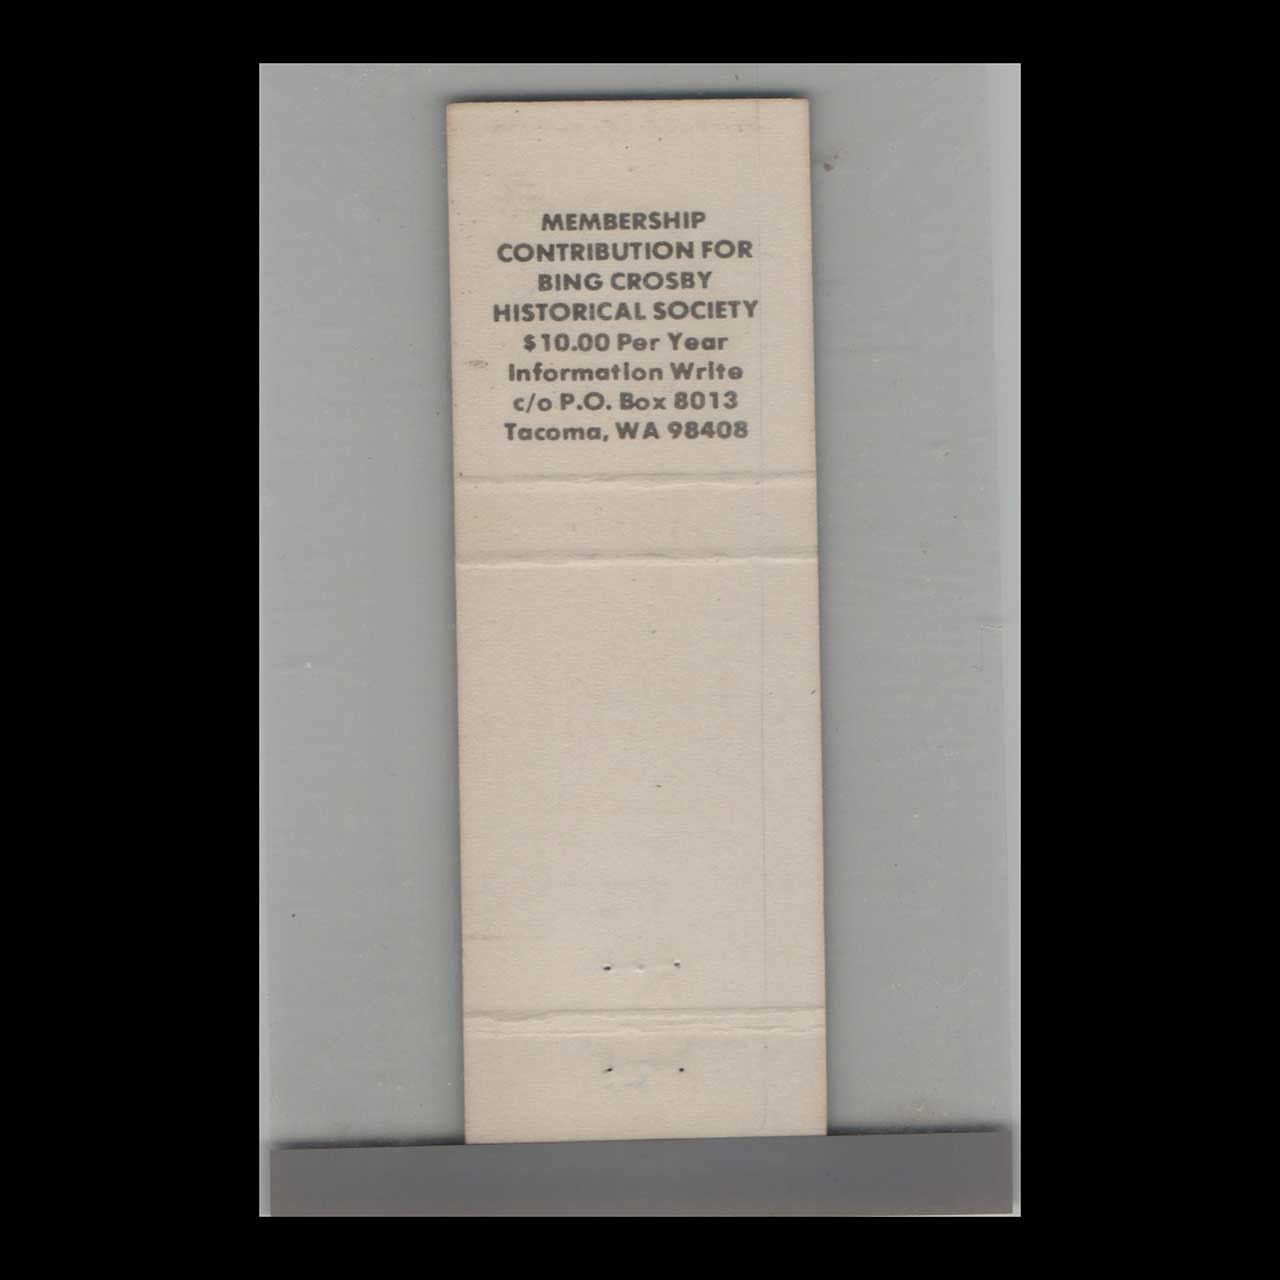 MEMBERSHIP
CONTRIBUTION FOR
BING CROSBY
HISTORICAL SOCIETY
$10.00 Per Year
Information Write
c/o P.O. Box 8013
Tacoma, WA 98408